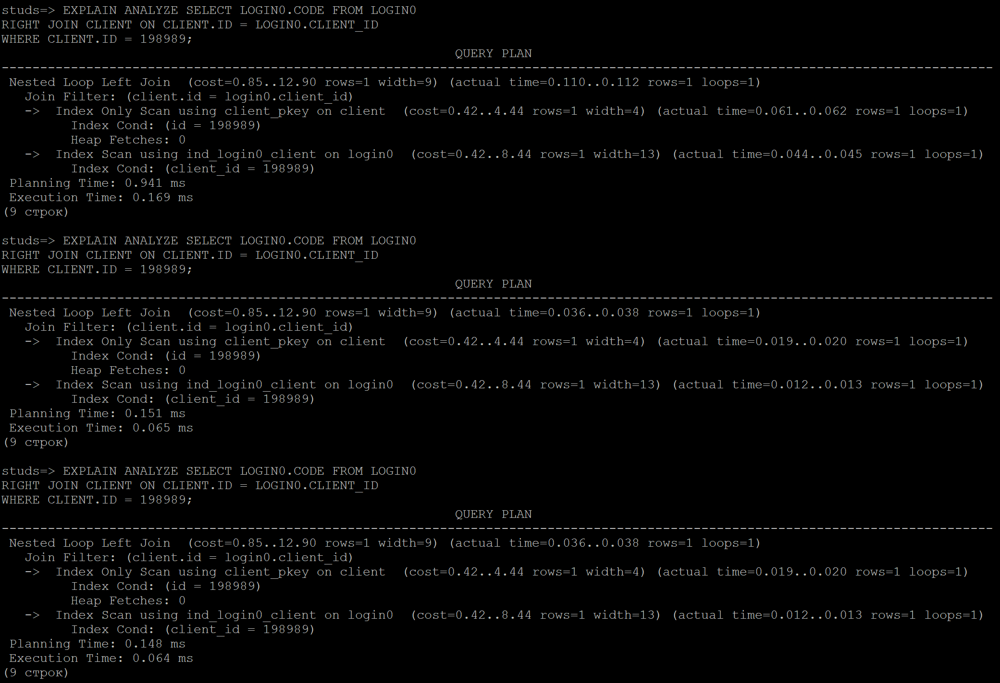 studs=> EXPLAIN ANALYZE SELECT LOGIN0.CODE FROM LOGIN0
RIGHT JOIN CLIENT ON CLIENT.ID = LOGIN0.CLIENT_ID
WHERE CLIENT.ID = 198989;
QUERY PLAN
---------------------------------------------------------------------------------------------------------------------------------
Nested Loop Left Join  (cost=0.85..12.90 rows=1 width=9) (actual time=0.110..0.112 rows=1 loops=1)
Join Filter: (client.id = login0.client_id)
->  Index Only Scan using client_pkey on client  (cost=0.42..4.44 rows=1 width=4) (actual time=0.061..0.062 rows=1 loops=1)
Index Cond: (id = 198989)
Heap Fetches: 0
->  Index Scan using ind_login0_client on login0  (cost=0.42..8.44 rows=1 width=13) (actual time=0.044..0.045 rows=1 loops=1)
Index Cond: (client_id = 198989)
Planning Time: 0.941 ms
Execution Time: 0.169 ms
(9 строк)
studs=> EXPLAIN ANALYZE SELECT LOGIN0.CODE FROM LOGIN0
RIGHT JOIN CLIENT ON CLIENT.ID = LOGIN0.CLIENT_ID
WHERE CLIENT.ID = 198989;
QUERY PLAN
---------------------------------------------------------------------------------------------------------------------------------
Nested Loop Left Join  (cost=0.85..12.90 rows=1 width=9) (actual time=0.036..0.038 rows=1 loops=1)
Join Filter: (client.id = login0.client_id)
->  Index Only Scan using client_pkey on client  (cost=0.42..4.44 rows=1 width=4) (actual time=0.019..0.020 rows=1 loops=1)
Index Cond: (id = 198989)
Heap Fetches: 0
->  Index Scan using ind_login0_client on login0  (cost=0.42..8.44 rows=1 width=13) (actual time=0.012..0.013 rows=1 loops=1)
Index Cond: (client_id = 198989)
Planning Time: 0.151 ms
Execution Time: 0.065 ms
(9 строк)
studs=> EXPLAIN ANALYZE SELECT LOGIN0.CODE FROM LOGIN0
RIGHT JOIN CLIENT ON CLIENT.ID = LOGIN0.CLIENT_ID
WHERE CLIENT.ID = 198989;
QUERY PLAN
---------------------------------------------------------------------------------------------------------------------------------
Nested Loop Left Join  (cost=0.85..12.90 rows=1 width=9) (actual time=0.036..0.038 rows=1 loops=1)
Join Filter: (client.id = login0.client_id)
->  Index Only Scan using client_pkey on client  (cost=0.42..4.44 rows=1 width=4) (actual time=0.019..0.020 rows=1 loops=1)
Index Cond: (id = 198989)
Heap Fetches: 0
->  Index Scan using ind_login0_client on login0  (cost=0.42..8.44 rows=1 width=13) (actual time=0.012..0.013 rows=1 loops=1)
Index Cond: (client_id = 198989)
Planning Time: 0.148 ms
Execution Time: 0.064 ms
(9 строк)